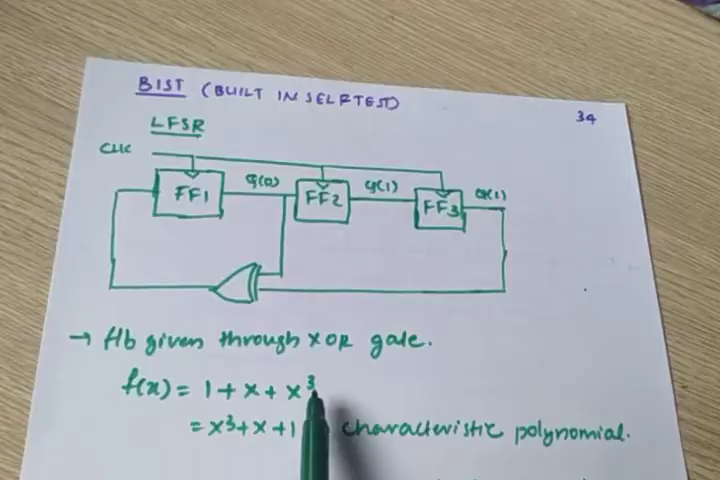 BIST (BUILT IN SELFTEST)
34
LFSR
CLK
FF1
q(0)
FF2
q(1)
FF3
→ fb given through XOR gate.
f(x) = 1 + x + x³
= x³ + x + 1
characteristic polynomial.